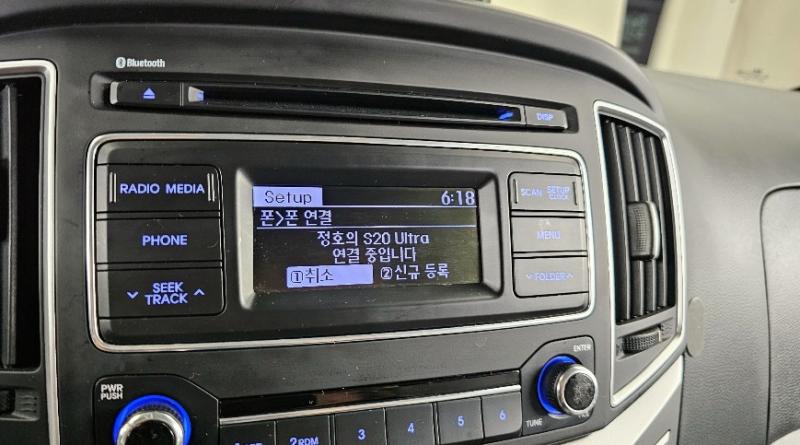 Bluetooth
DISP
RADIO MEDIA
PHONE
SEEK
TRACK
Setup 6:18
폰>폰 연결
정호의 S20 Ultra
연결 중입니다
①취소 ②신규 등록
SCAN SETUP
CLOCK
MENU
FOLDER
PWR
PUSH
2 RDM 3 4 5 6
ENTER
TUNE